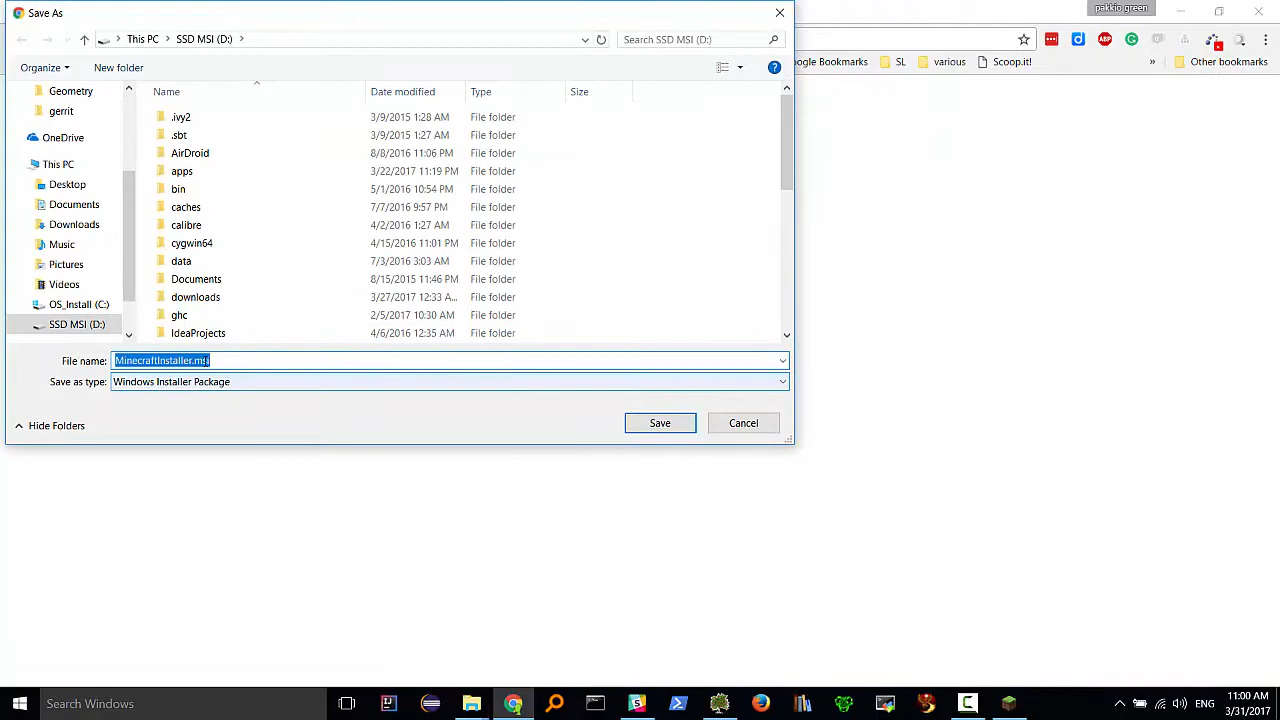 Save As
pakkio green
This PC
SSD MSI (D:)
Search SSD MSI (D:)
Organize
New folder
ogle Bookmarks
SL
various
Scoop.it!
»
Other bookmarks
Name
Date modified
Type
Size
Geometry
gerrit
OneDrive
This PC
Desktop
Documents
Downloads
Music
Pictures
Videos
OS_Install (C:)
SSD MSI (D:)
.ivy2 3/9/2015 1:28 AM File folder
.sbt 3/9/2015 1:27 AM File folder
AirDroid 8/8/2016 11:06 PM File folder
apps 3/22/2017 11:19 PM File folder
bin 5/1/2016 10:54 PM File folder
caches 7/7/2016 9:57 PM File folder
calibre 4/2/2016 1:27 AM File folder
cygwin64 4/15/2016 11:01 PM File folder
data 7/3/2016 3:03 AM File folder
Documents 8/15/2015 11:46 PM File folder
downloads 3/27/2017 12:33 A... File folder
ghc 2/5/2017 10:30 AM File folder
IdeaProjects 4/6/2016 12:35 AM File folder
File name: MinecraftInstaller.msi
Save as type: Windows Installer Package
Hide Folders
Save
Cancel
Search Windows
ENG
11:00 AM
3/31/2017